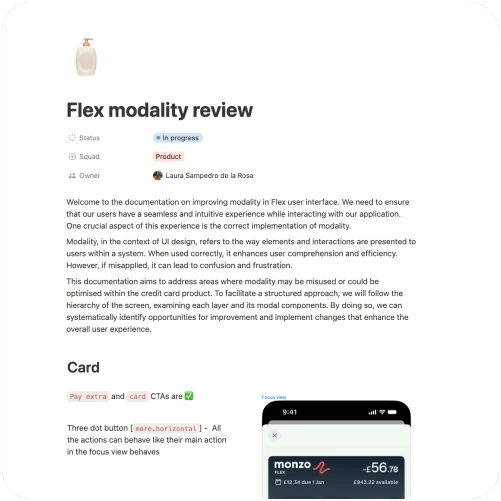 Flex modality review
Status In progress
Squad Product
Owner Laura Sampedro de la Rosa
Welcome to the documentation on improving modality in Flex user interface. We need to ensure
that our users have a seamless and intuitive experience while interacting with our application.
One crucial aspect of this experience is the correct implementation of modality.
Modality, in the context of UI design, refers to the way elements and interactions are presented to
users within a system. When used correctly, it enhances user comprehension and efficiency.
However, if misapplied, it can lead to confusion and frustration.
This documentation aims to address areas where modality may be misused or could be
optimised within the credit card product. To facilitate a structured approach, we will follow the
hierarchy of the screen, examining each layer and its modal components. By doing so, we can
systematically identify opportunities for improvement and implement changes that enhance the
overall user experience.
Card
Pay extra and card CTAs are ✅
Three dot button [more.horizontal] - All
the actions can behave like their main action
in the focus view behaves
Focus view
9:41
monzo
FLEX
-£56.78
£12.34 due 1 Jan
£943.22 available